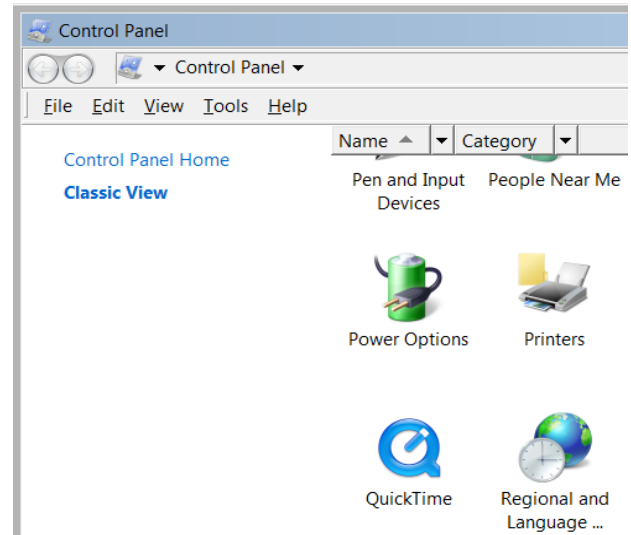 Control Panel
Control Panel
File Edit View Tools Help
Name Category
Control Panel Home
Classic View
Pen and Input
Devices
People Near Me
Power Options
Printers
QuickTime
Regional and
Language ...